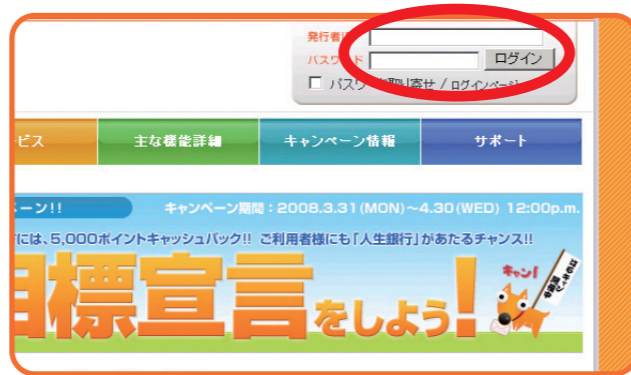 発行者
パスワ ド ログイン
パスワ 取り寄せ / ログインページ
ビス 主な機能詳細 キャンペーン情報 サポート
ーン!! キャンペーン期間:2008.3.31(MON)~4.30(WED) 12:00p.m.
には、5,000ポイントキャッシュバック!! ご利用者様にも「人生銀行」があたるチャンス!!
目標宣言をしよう!
キャン!